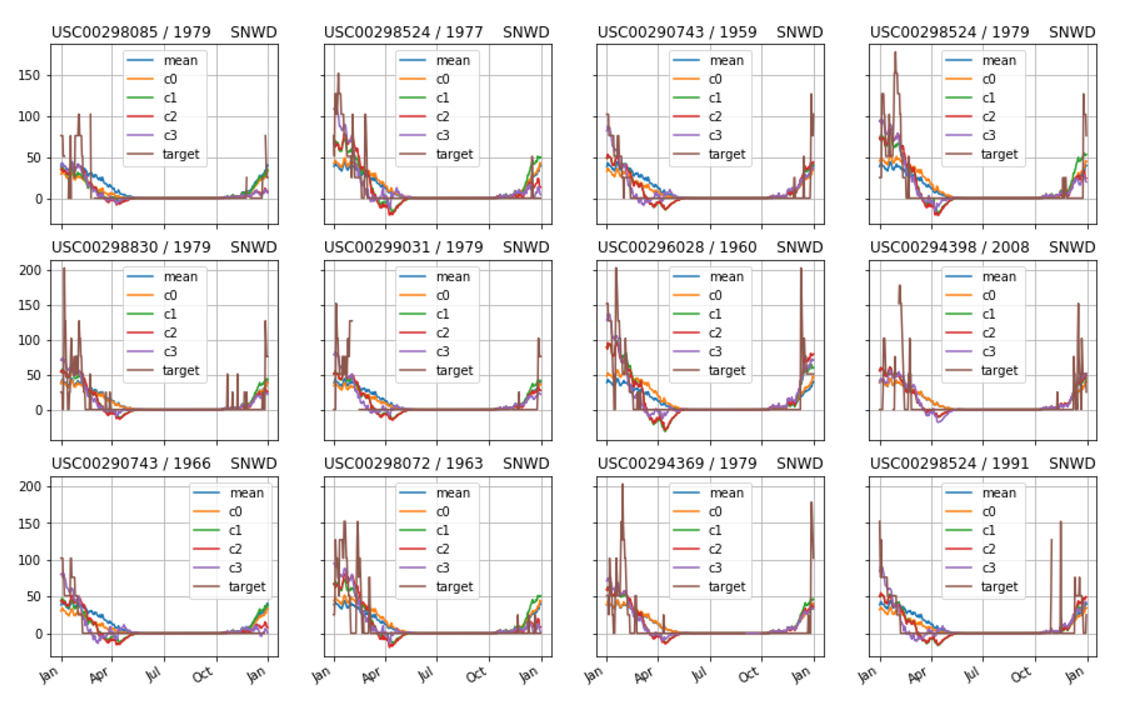 USC00298085 / 1979 SNWD
USC00298524 / 1977 SNWD
USC00290743 / 1959 SNWD
USC00298524 / 1979 SNWD
150
100
50
0
mean
c0
c1
c2
c3
target
mean
c0
c1
c2
c3
target
mean
c0
c1
c2
c3
target
mean
c0
c1
c2
c3
target
USC00298830 / 1979 SNWD
USC00299031 / 1979 SNWD
USC00296028 / 1960 SNWD
USC00294398 / 2008 SNWD
200
150
100
50
0
mean
c0
c1
c2
c3
target
mean
c0
c1
c2
c3
target
mean
c0
c1
c2
c3
target
mean
c0
c1
c2
c3
target
USC00290743 / 1966 SNWD
USC00298072 / 1963 SNWD
USC00294369 / 1979 SNWD
USC00298524 / 1991 SNWD
200
150
100
50
0
mean
c0
c1
c2
c3
target
mean
c0
c1
c2
c3
target
mean
c0
c1
c2
c3
target
mean
c0
c1
c2
c3
target
Jan Apr Jul Oct Jan
Jan Apr Jul Oct Jan
Jan Apr Jul Oct Jan
Jan Apr Jul Oct Jan